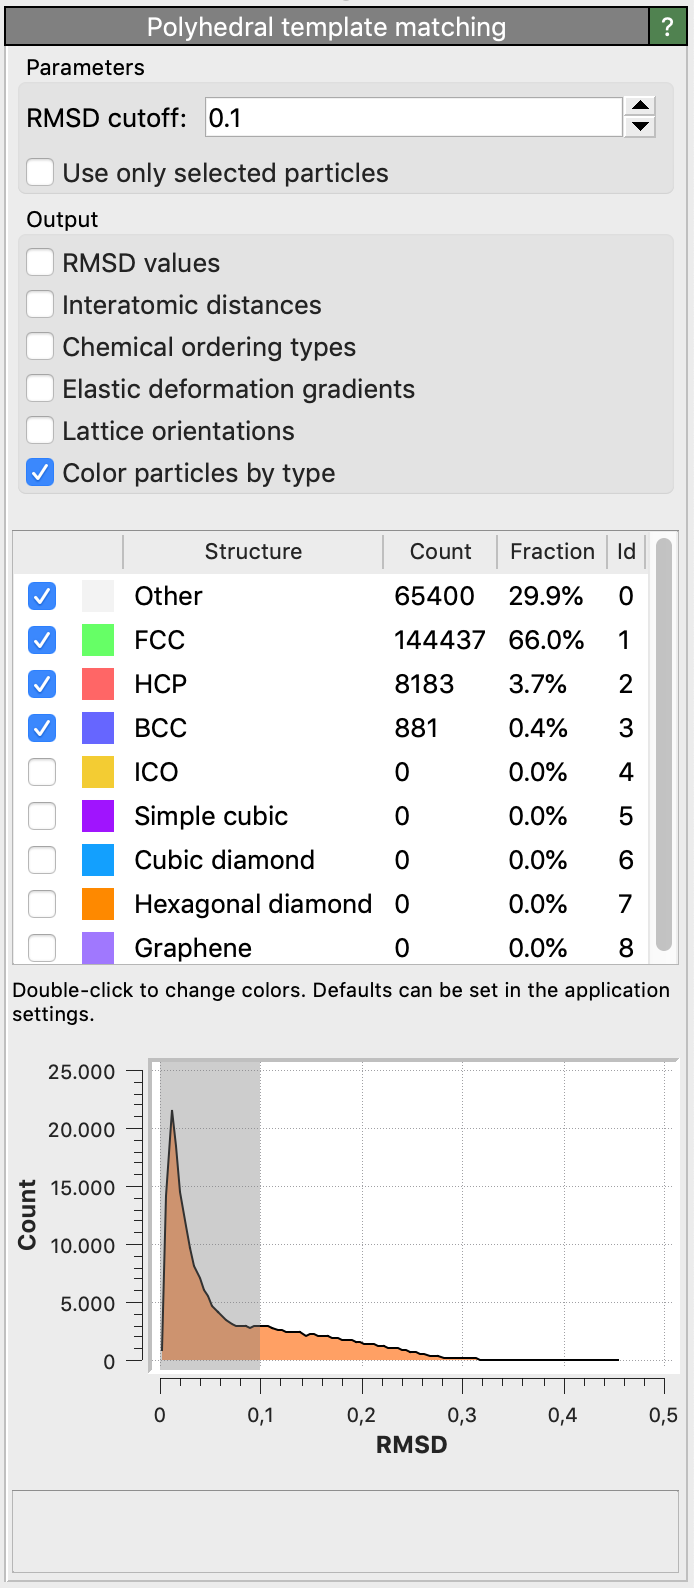 Polyhedral template matching ?
Parameters
RMSD cutoff: 0.1
Use only selected particles
Output
RMSD values
Interatomic distances
Chemical ordering types
Elastic deformation gradients
Lattice orientations
Color particles by type
Structure Count Fraction Id
Other 65400 29.9% 0
FCC 144437 66.0% 1
HCP 8183 3.7% 2
BCC 881 0.4% 3
ICO 0 0.0% 4
Simple cubic 0 0.0% 5
Cubic diamond 0 0.0% 6
Hexagonal diamond 0 0.0% 7
Graphene 0 0.0% 8
Double-click to change colors. Defaults can be set in the application
settings.
25.000
20.000
15.000
10.000
5.000
0
Count
0 0,1 0,2 0,3 0,4 0,5
RMSD